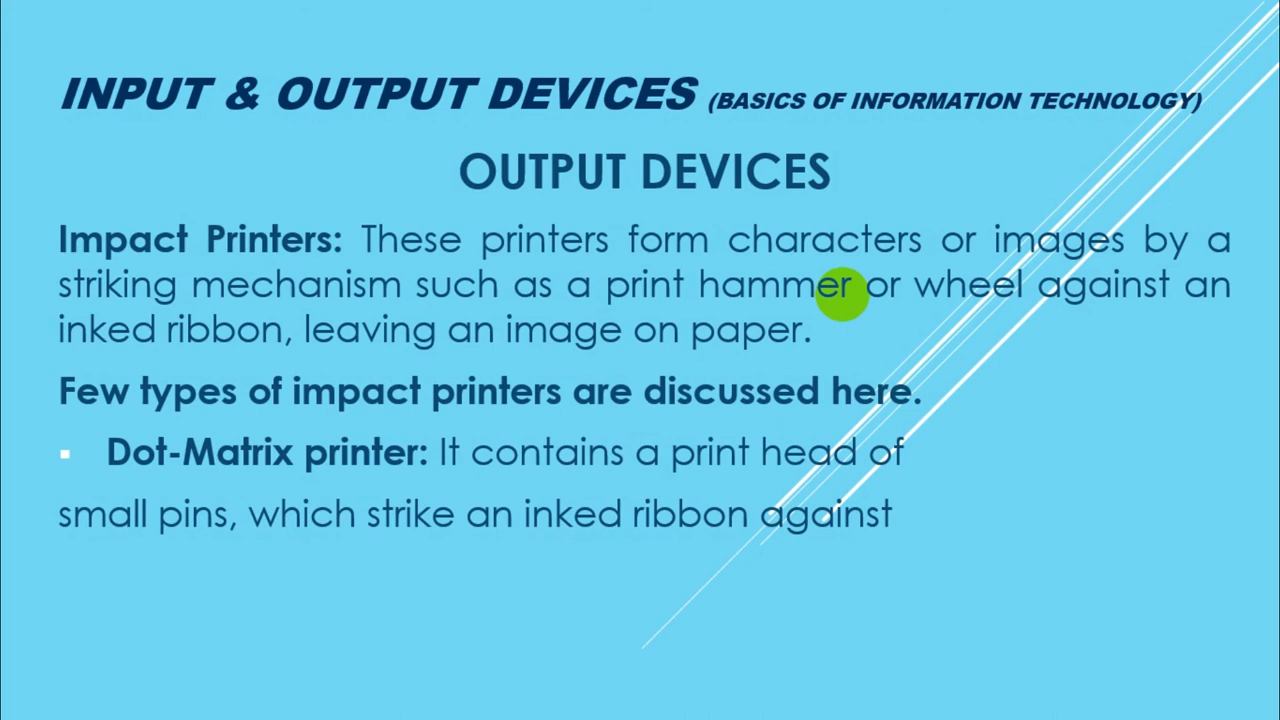 INPUT & OUTPUT DEVICES (BASICS OF INFORMATION TECHNOLOGY)
OUTPUT DEVICES
Impact Printers: These printers form characters or images by a
striking mechanism such as a print hammer or wheel against an
inked ribbon, leaving an image on paper.
Few types of impact printers are discussed here.
▪ Dot-Matrix printer: It contains a print head of
small pins, which strike an inked ribbon against